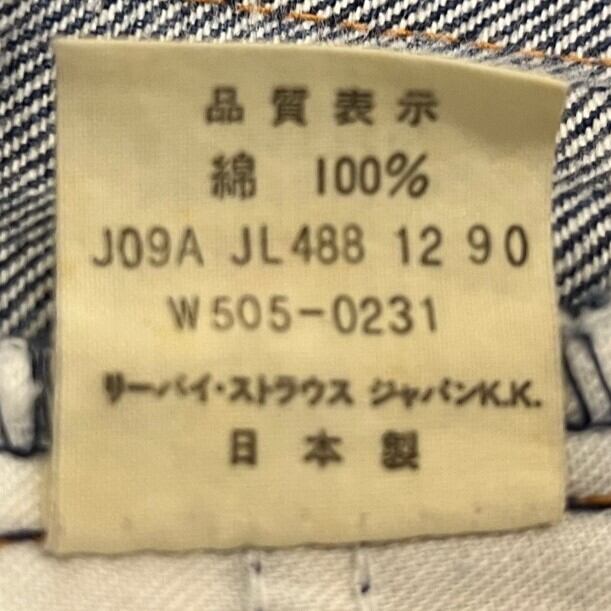 品質表示
綿 100%
J09A JL488 12 90
W505-0231
リーバイ・ストラウス ジャパンK.K.
日本製